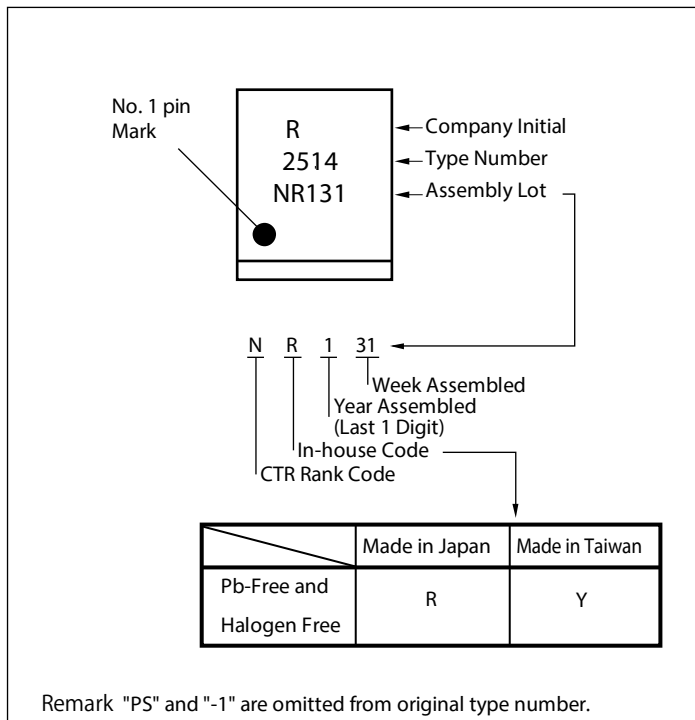 No. 1 pin
Mark
R
2514
NR131
Company Initial
Type Number
Assembly Lot
N R 1 31
Week Assembled
Year Assembled
(Last 1 Digit)
In-house Code
CTR Rank Code
Made in Japan Made in Taiwan
Pb-Free and
Halogen Free
R Y
Remark "PS" and "-1" are omitted from original type number.